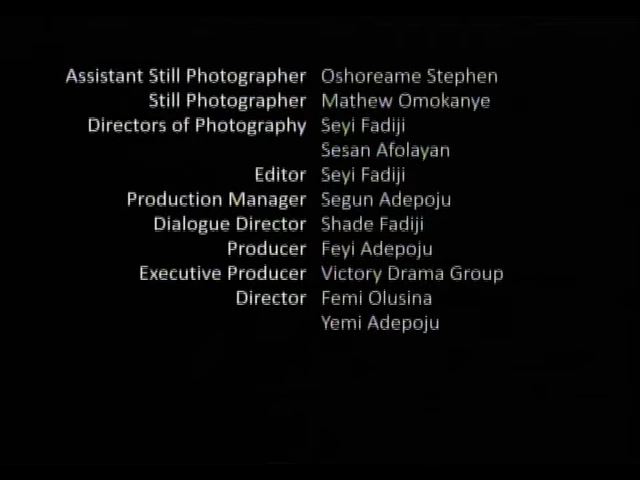 Assistant Still Photographer Oshoreame Stephen
Still Photographer Mathew Omokanye
Directors of Photography Seyi Fadiji
Sesan Afolayan
Editor Seyi Fadiji
Production Manager Segun Adepoju
Dialogue Director Shade Fadiji
Producer Feyi Adepoju
Executive Producer Victory Drama Group
Director Femi Olusina
Yemi Adepoju